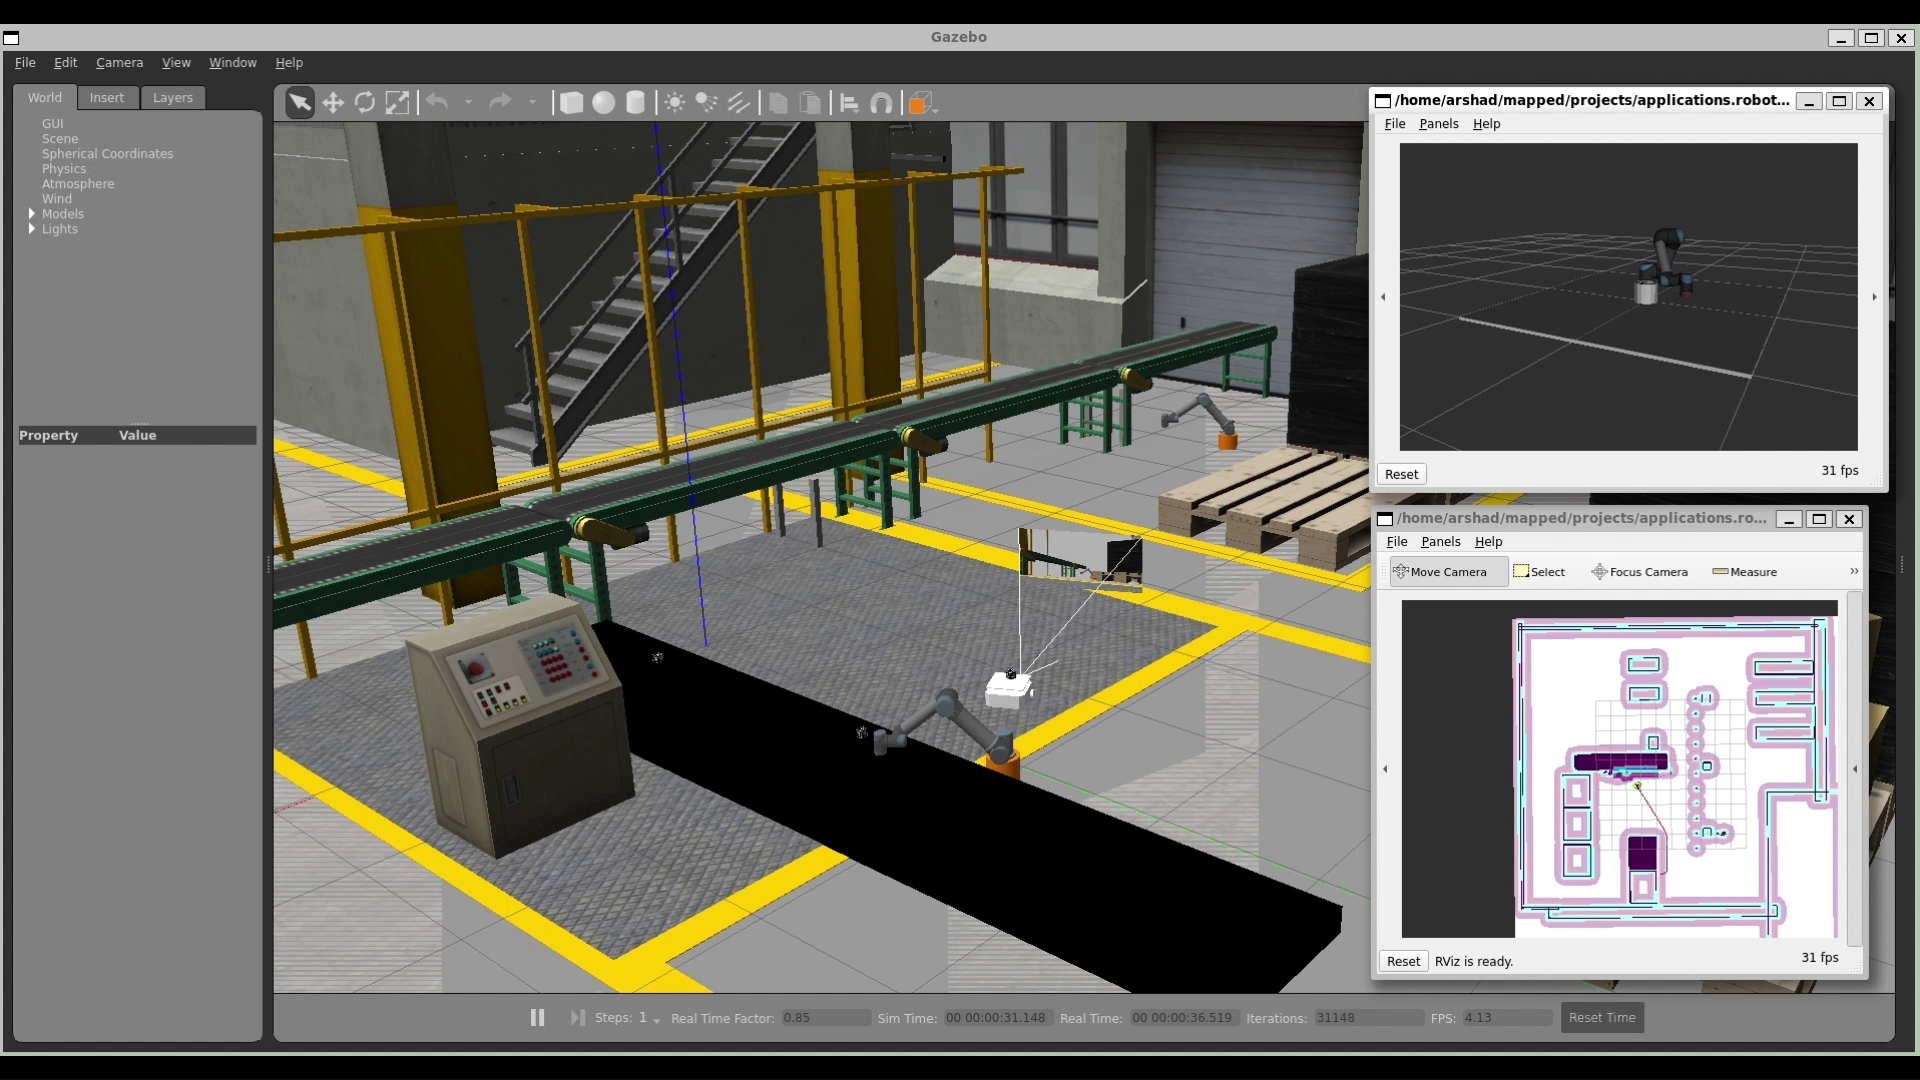 Gazebo
File Edit Camera View Window Help
World Insert Layers
GUI
Scene
Spherical Coordinates
Physics
Atmosphere
Wind
Models
Lights
Property Value
/home/arshad/mapped/projects/applications.robot...
File Panels Help
Reset
31 fps
/home/arshad/mapped/projects/applications.ro...
File Panels Help
Move Camera Select Focus Camera Measure »
Reset RViz is ready.
31 fps
Steps: 1 Real Time Factor: 0.85 Sim Time: 00 00:00:31.148 Real Time: 00 00:00:36.519 Iterations: 31148 FPS: 4.13 Reset Time